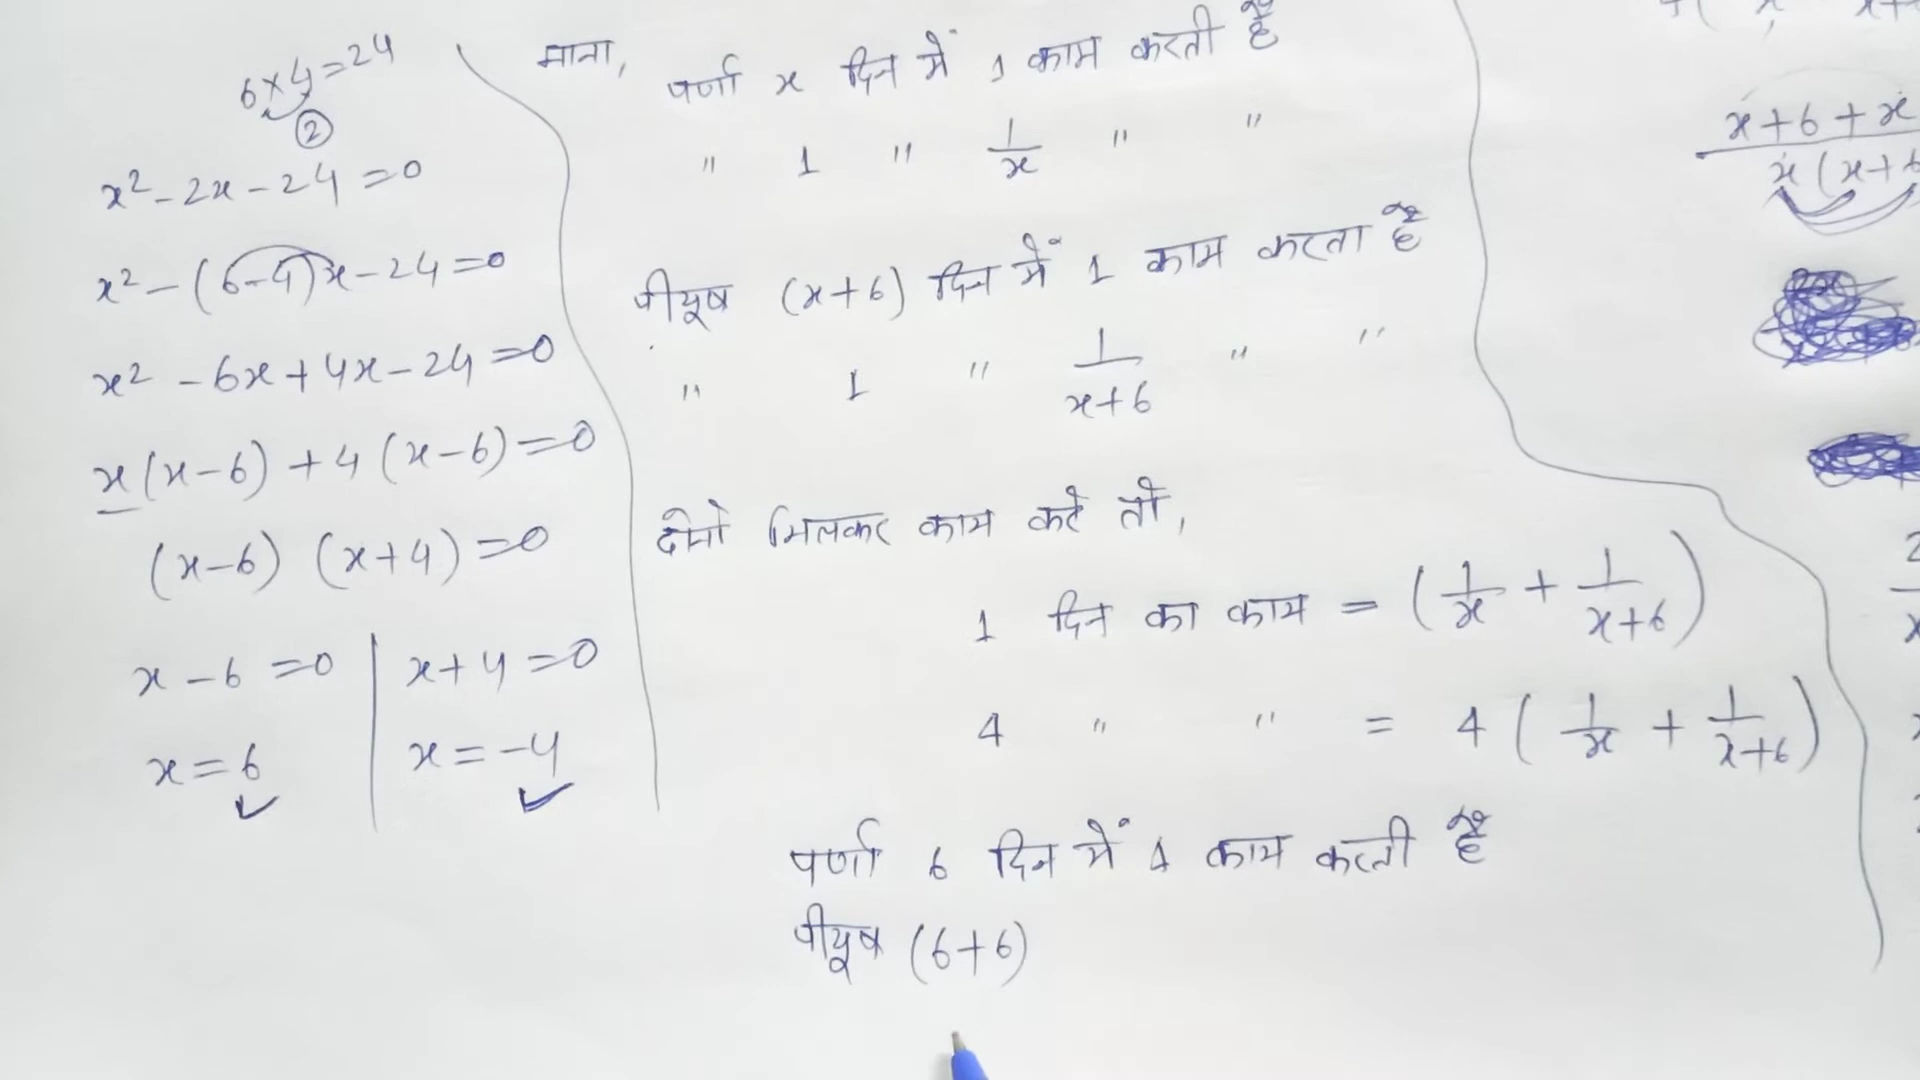 6×4=24
②
x²-2x-24=0
x²-(6-4)x-24=0
x²-6x+4x-24=0
x(x-6)+4(x-6)=0
(x-6) (x+4)=0
x-6=0 | x+4=0
x=6 | x=-4
माना,
पर्णा x दिन में 1 काम करती है
" 1 " 1/x " "
पीयूष (x+6) दिन में 1 काम करता है
" 1 " 1/(x+6) " "
दोनो मिलकर काम करे तो,
1 दिन का काम = (1/x + 1/(x+6))
4 " " = 4 (1/x + 1/(x+6))
पर्णा 6 दिन में 1 काम करती है
पीयूष (6+6)
x+6+x
x(x+6